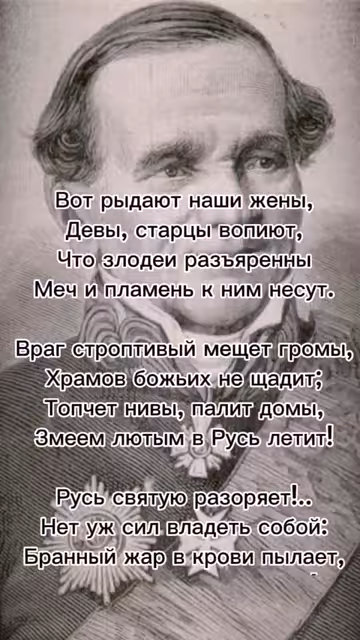 Вот рыдают наши жены,
Девы, старцы вопиют,
Что злодеи разъяренны
Меч и пламень к ним несут.
Враг строптивый мещет громы,
Храмов божьих не щадит;
Топчет нивы, палит домы,
Змеем лютым в Русь летит!
Русь святую разоряет!..
Нет уж сил владеть собой:
Бранный жар в крови пылает,